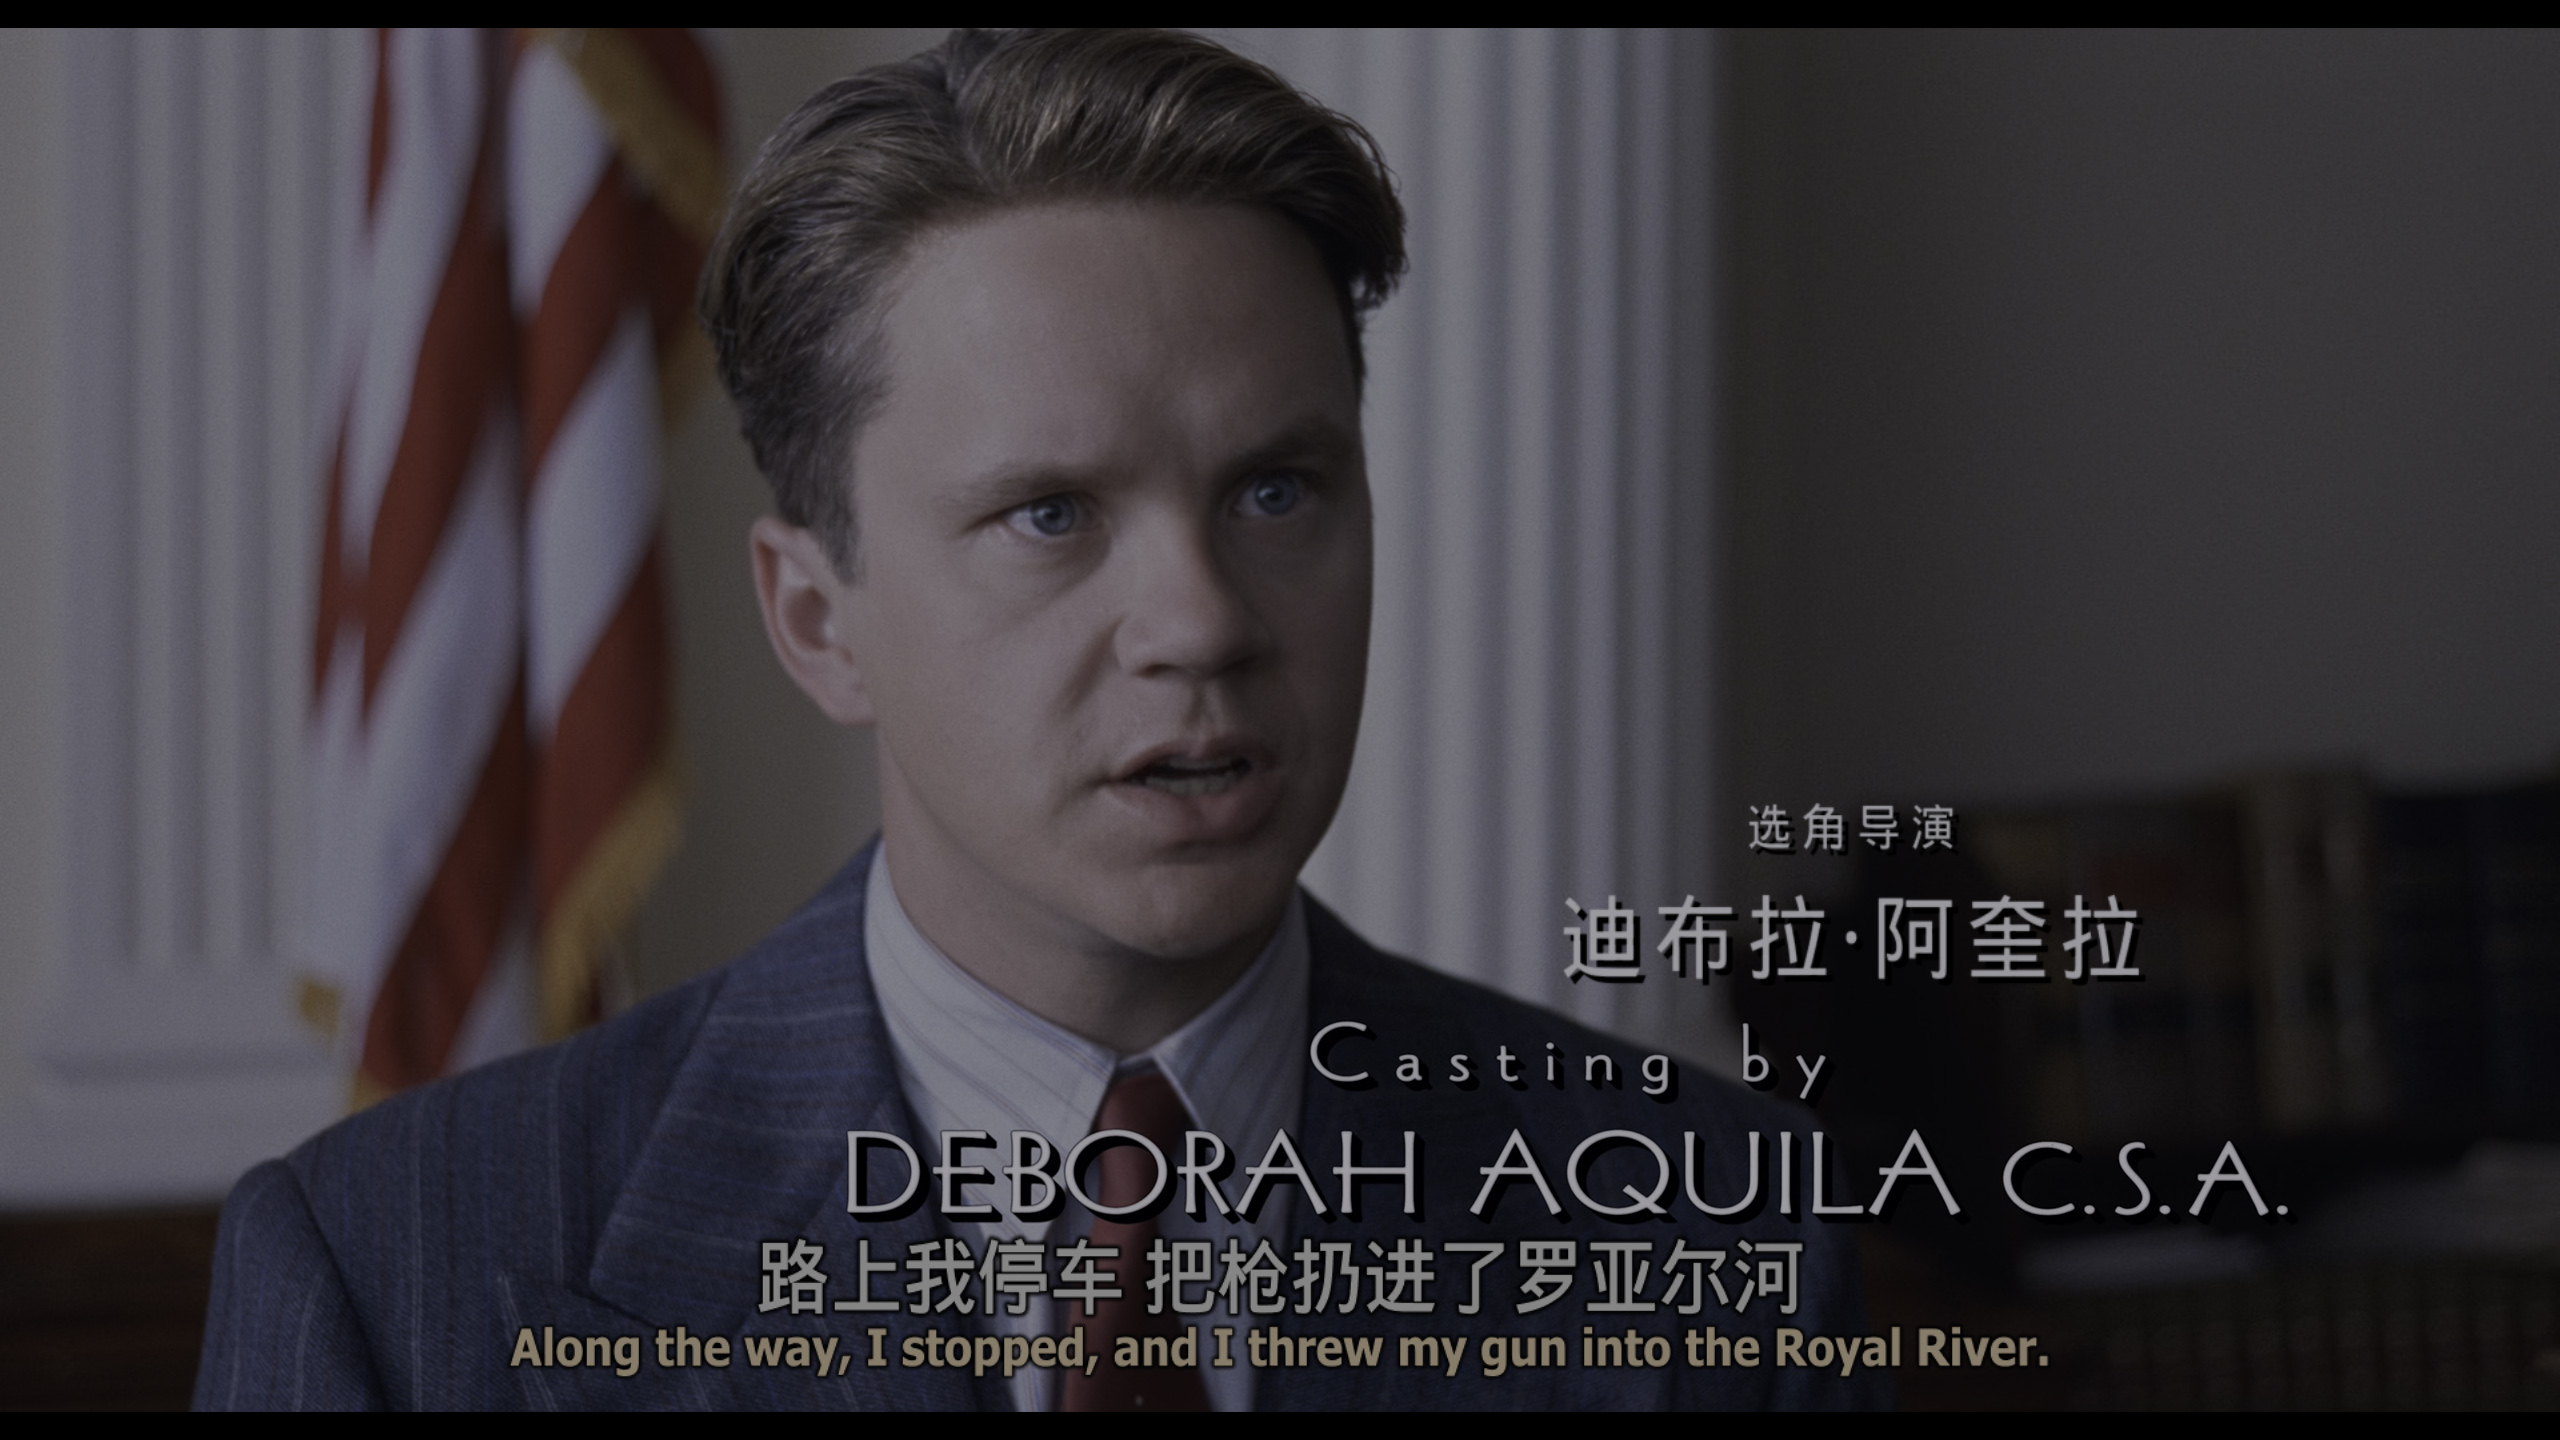 选角导演
迪布拉·阿奎拉
Casting by
DEBORAH AQUILA C.S.A.
路上我停车 把枪扔进了罗亚尔河
Along the way, I stopped, and I threw my gun into the Royal River.